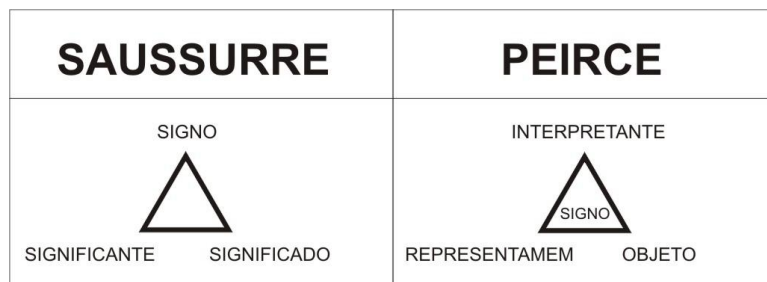 SAUSSURRE
PEIRCE
SIGNO
SIGNIFICANTE SIGNIFICADO
INTERPRETANTE
SIGNO
REPRESENTAMEM OBJETO